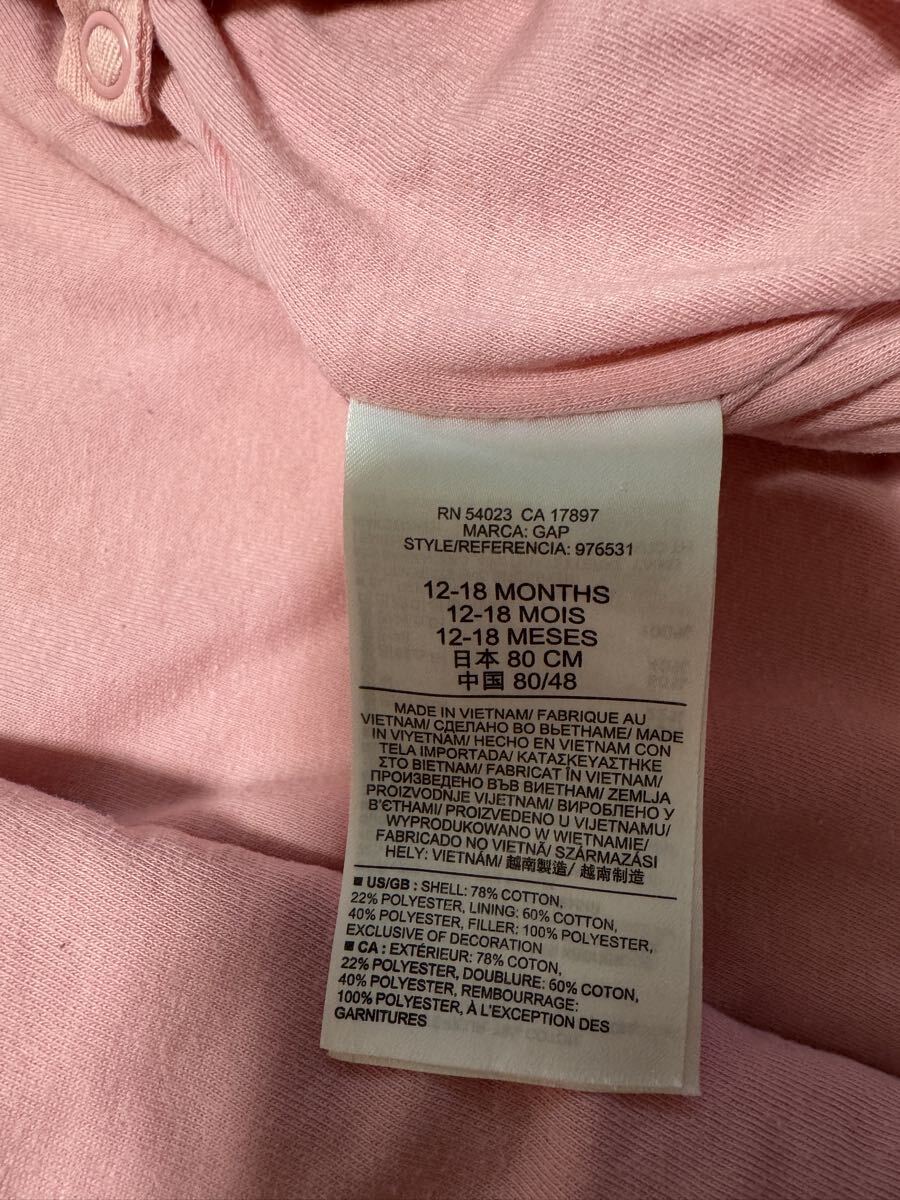 RN 54023 CA 17897
MARCA: GAP
STYLE/REFERENCIA: 976531
12-18 MONTHS
12-18 MOIS
12-18 MESES
日本 80 CM
中国 80/48
MADE IN VIETNAM/ FABRIQUE AU
VIETNAM/ СДЕЛАНО ВО ВЬЕТНАМЕ/ MADE
IN VIYETNAM/ HECHO EN VIETNAM CON
TELA IMPORTADA/ ΚΑΤΑΣΚΕΥΑΣΤΗΚΕ
ΣΤΟ ΒΙΕΤΝΑΜ/ FABRICAT ÎN VIETNAM/
ПРОИЗВЕДЕНО ВЪВ ВИЕТНАМ/ ZEMLJA
PROIZVODNJE VIJETNAM/ ВИРОБЛЕНО У
В'ЄТНАМІ/ PROIZVEDENO U VIJETNAMU/
WYPRODUKOWANO W WIETNAMIE/
FABRICADO NO VIETNÃ/ SZÁRMAZÁSI
HELY: VIETNÁM/ 越南製造/ 越南制造
■ US/GB : SHELL: 78% COTTON,
22% POLYESTER, LINING: 60% COTTON,
40% POLYESTER, FILLER: 100% POLYESTER,
EXCLUSIVE OF DECORATION
■ CA : EXTÉRIEUR: 78% COTON,
22% POLYESTER, DOUBLURE: 60% COTON,
40% POLYESTER, REMBOURRAGE:
100% POLYESTER, À L'EXCEPTION DES
GARNITURES